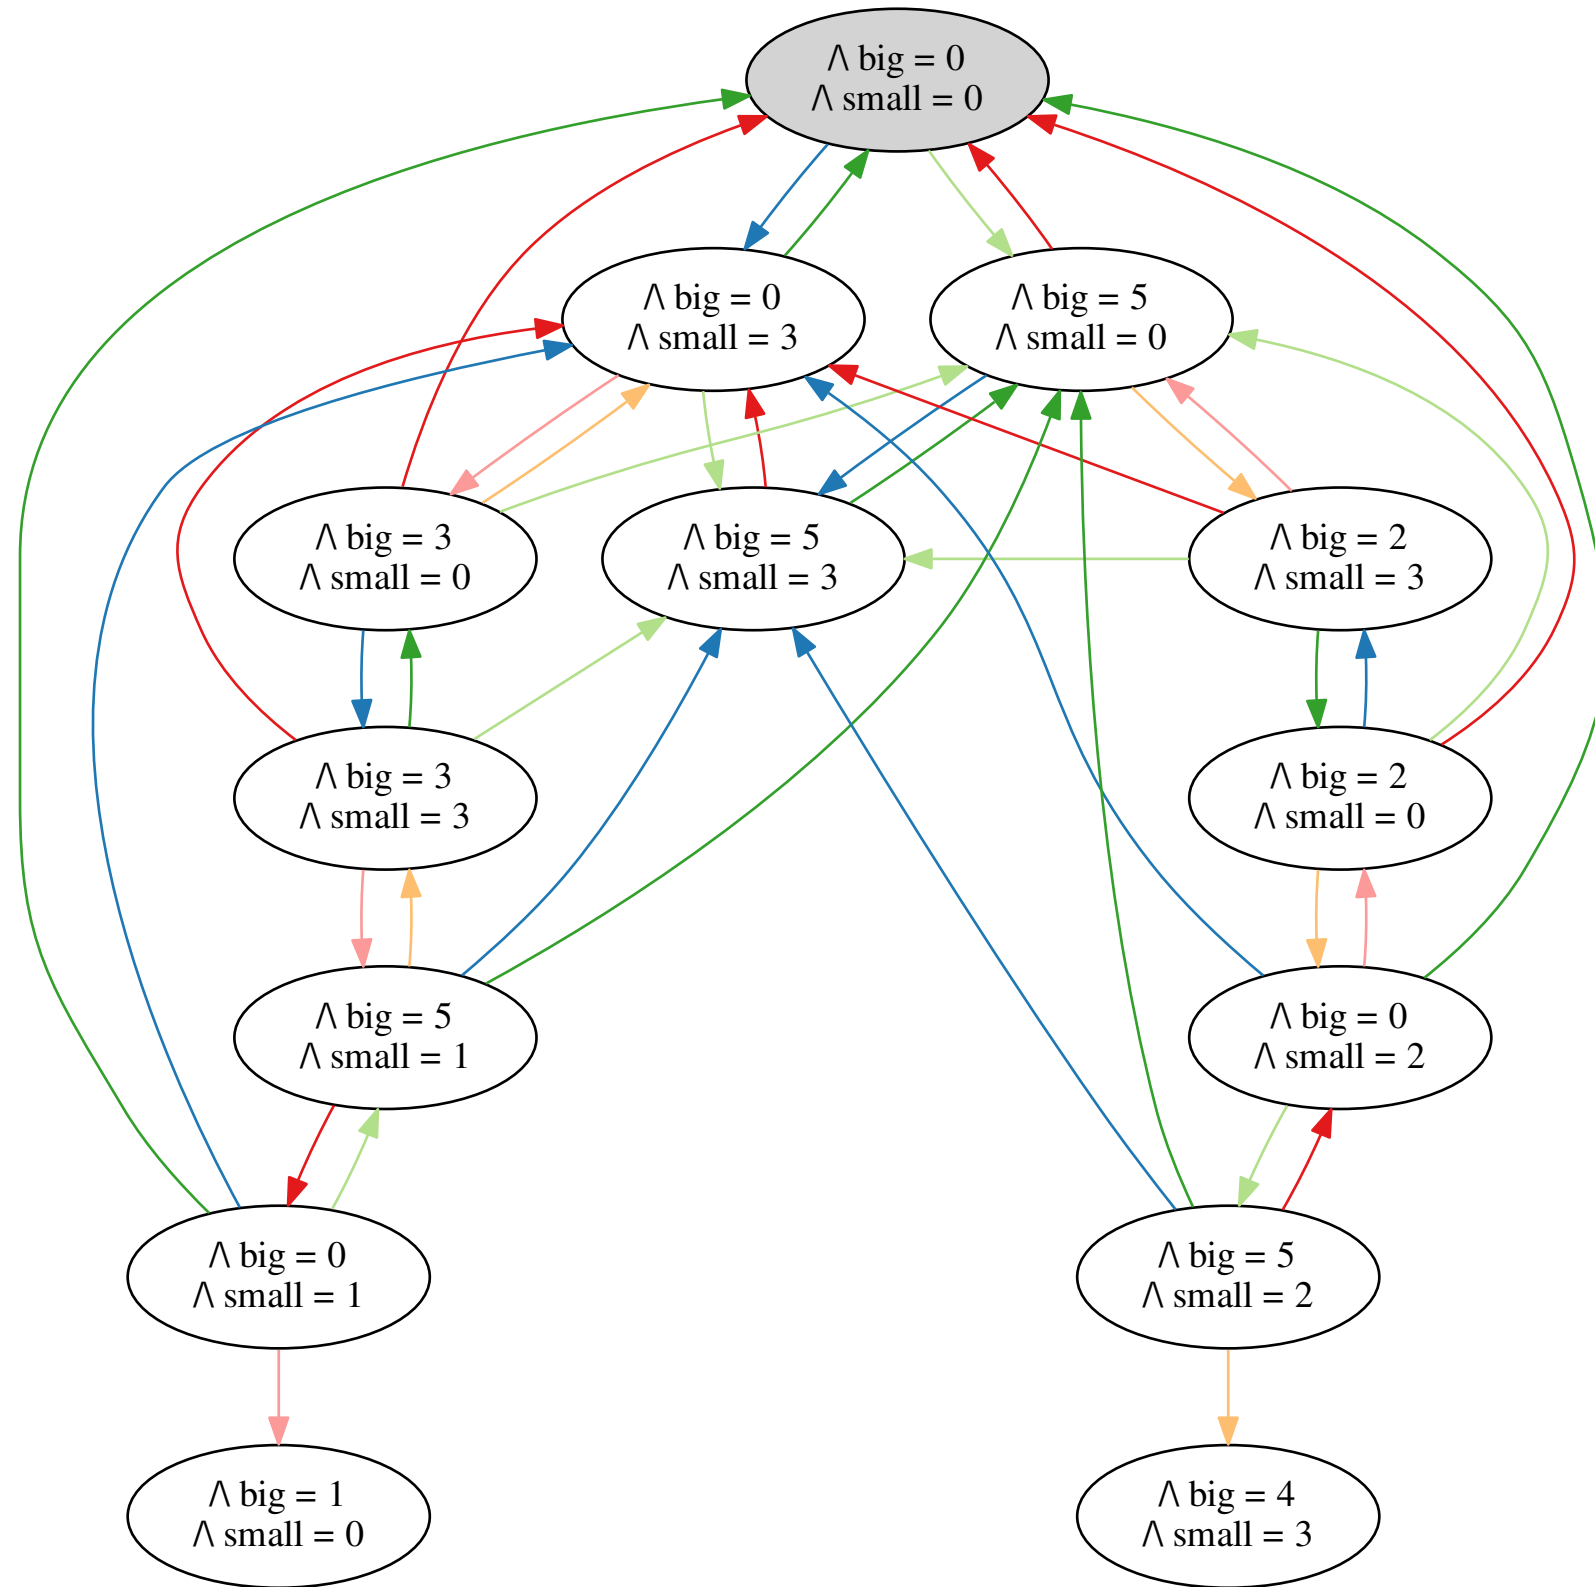 /\ big = 0
/\ small = 0
/\ big = 0
/\ small = 3
/\ big = 5
/\ small = 0
/\ big = 3
/\ small = 0
/\ big = 5
/\ small = 3
/\ big = 2
/\ small = 3
/\ big = 3
/\ small = 3
/\ big = 2
/\ small = 0
/\ big = 5
/\ small = 1
/\ big = 0
/\ small = 2
/\ big = 0
/\ small = 1
/\ big = 5
/\ small = 2
/\ big = 1
/\ small = 0
/\ big = 4
/\ small = 3